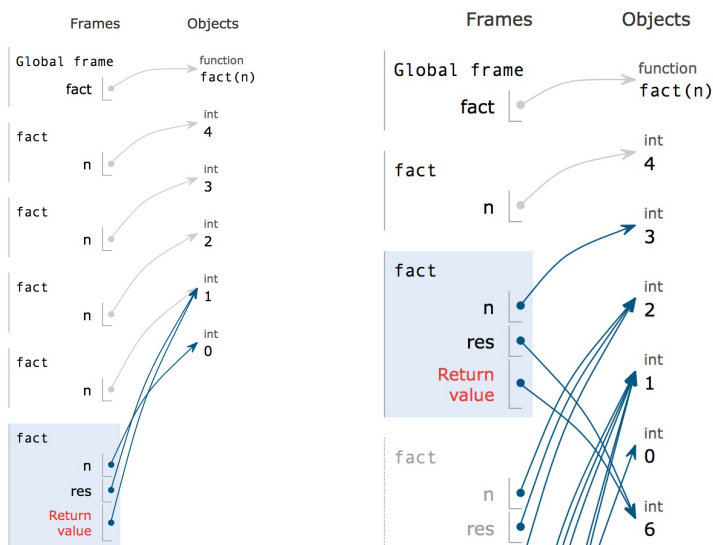 Frames Objects
Global frame
fact
function
fact(n)
fact
n
int
4
fact
n
int
3
fact
n
int
2
fact
n
int
1
int
0
fact
n
res
Return
value
Frames Objects
Global frame
fact
function
fact(n)
fact
n
int
4
fact
n
res
Return
value
int
3
int
2
int
1
fact
n
res
int
0
int
6